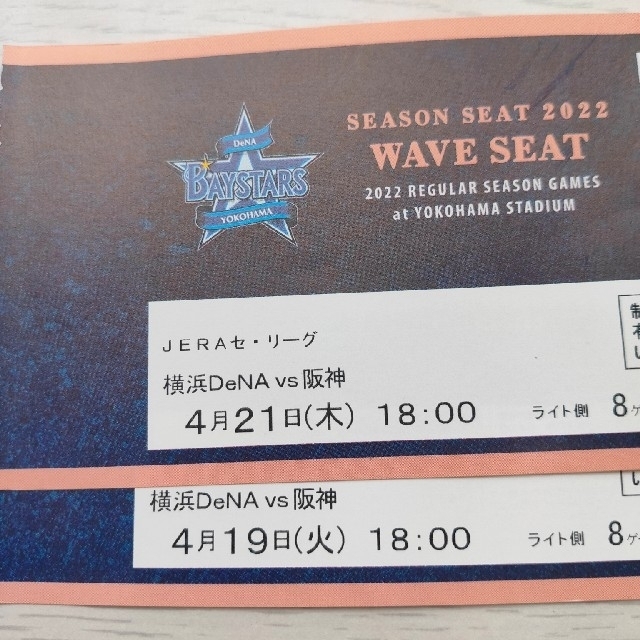 DeNA
BAYSTARS
YOKOHAMA
SEASON SEAT 2022
WAVE SEAT
2022 REGULAR SEASON GAMES
at YOKOHAMA STADIUM
JERAセ・リーグ
横浜DeNA vs 阪神
4月21日(木) 18:00 ライト側 8ゲ
横浜DeNA vs 阪神
4月19日(火) 18:00 ライト側 8ゲ